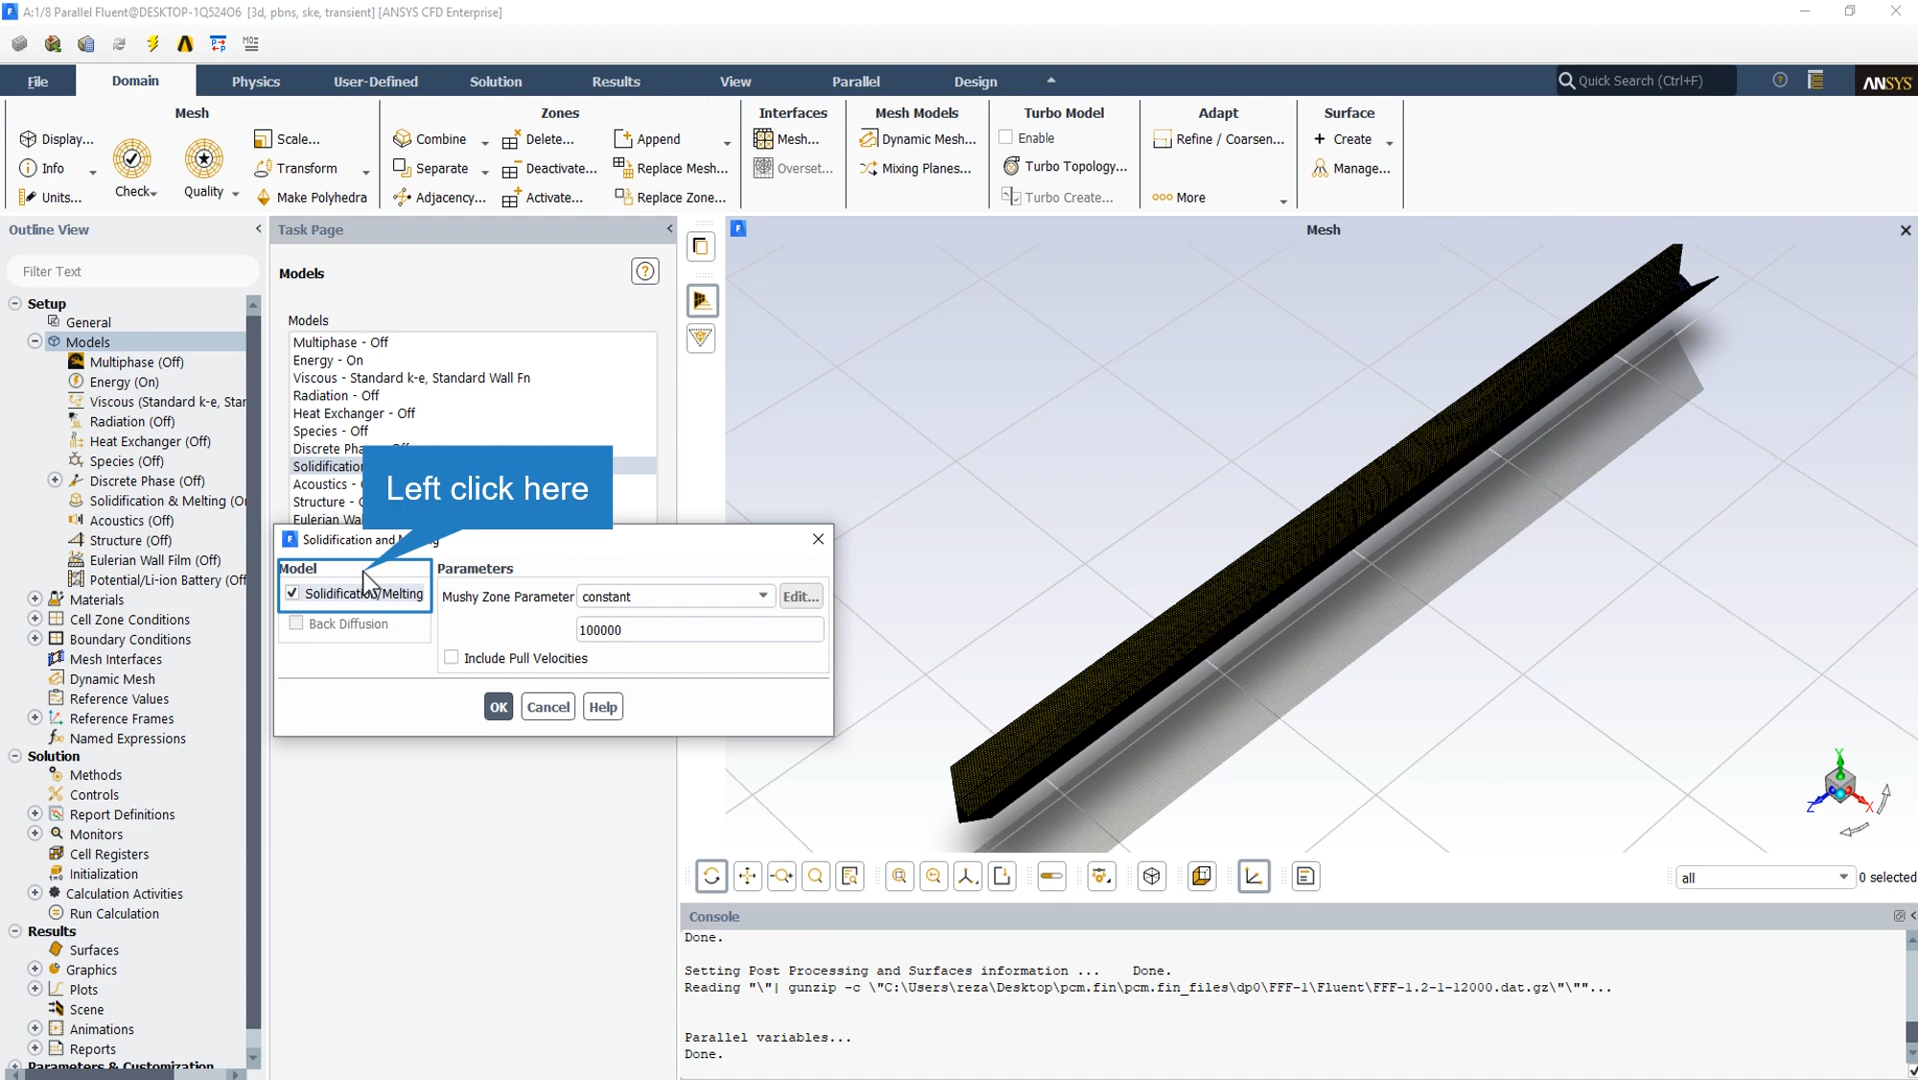 A:1/8 Parallel Fluent@DESKTOP-1Q524O6 [3d, pbns, ske, transient] [ANSYS CFD Enterprise]
File
Domain
Physics
User-Defined
Solution
Results
View
Parallel
Design
Quick Search (Ctrl+F)
ANSYS
Mesh
Display...
Info
Units...
Check
Quality
Scale...
Transform
Make Polyhedra
Zones
Combine
Separate
Adjacency...
Delete...
Deactivate...
Activate...
Append
Replace Mesh...
Replace Zone...
Interfaces
Mesh...
Overset...
Mesh Models
Dynamic Mesh...
Mixing Planes...
Turbo Model
Enable
Turbo Topology...
Turbo Create...
Adapt
Refine / Coarsen...
More
Surface
Create
Manage...
Outline View
Filter Text
Setup
General
Models
Multiphase (Off)
Energy (On)
Viscous (Standard k-e, Star
Radiation (Off)
Heat Exchanger (Off)
Species (Off)
Discrete Phase (Off)
Solidification & Melting (Or
Acoustics (Off)
Structure (Off)
Eulerian Wall Film (Off)
Potential/Li-ion Battery (Off
Materials
Cell Zone Conditions
Boundary Conditions
Mesh Interfaces
Dynamic Mesh
Reference Values
Reference Frames
Named Expressions
Solution
Methods
Controls
Report Definitions
Monitors
Cell Registers
Initialization
Calculation Activities
Run Calculation
Results
Surfaces
Graphics
Plots
Scene
Animations
Reports
Parameters & Customization
Task Page
Models
Models
Multiphase - Off
Energy - On
Viscous - Standard k-e, Standard Wall Fn
Radiation - Off
Heat Exchanger - Off
Species - Off
Discrete Pha
Solidification
Acoustics -
Structure -
Eulerian Wa
Left click here
Solidification and
Model
Solidification/Melting
Back Diffusion
Parameters
Mushy Zone Parameter
constant
Edit...
100000
Include Pull Velocities
OK
Cancel
Help
Mesh
Y
Z
X
all
0 selected
Console
Done.
Setting Post Processing and Surfaces information ... Done.
Reading "\"| gunzip -c \"C:\Users\reza\Desktop\pcm.fin\pcm.fin_files\dp0\FFF-1\Fluent\FFF-1.2-1-12000.dat.gz\"\""...
Parallel variables...
Done.